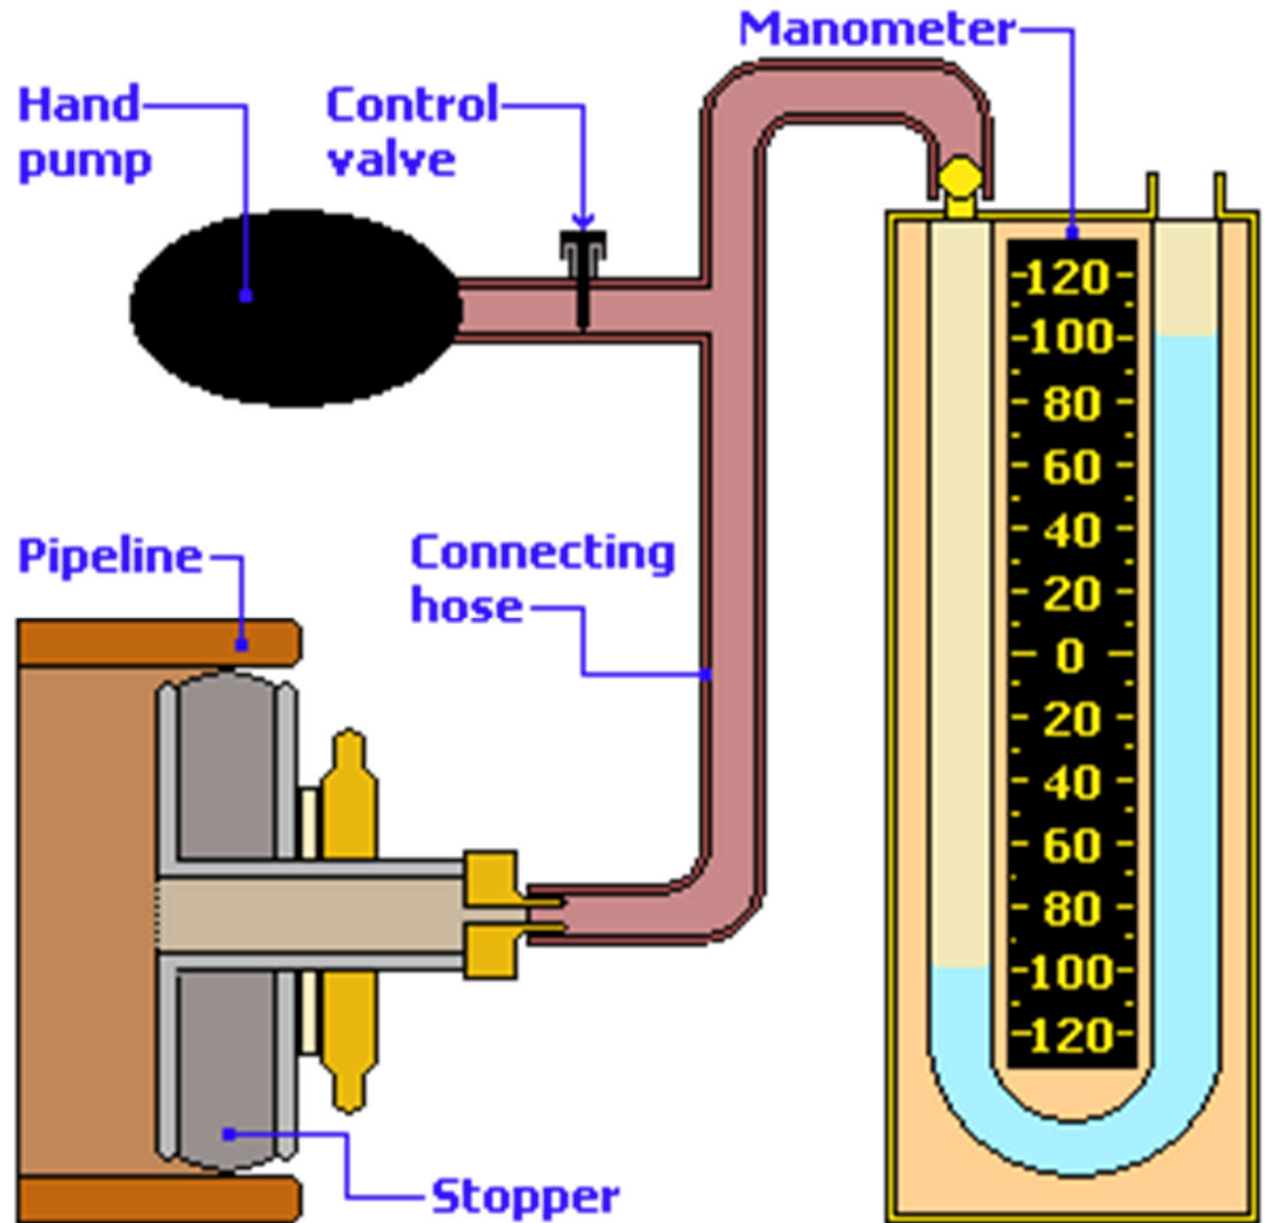 Manometer
Hand
pump
Control
valve
120
100
80
60
40
20
0
20
40
60
80
100
120
Pipeline
Connecting
hose
Stopper